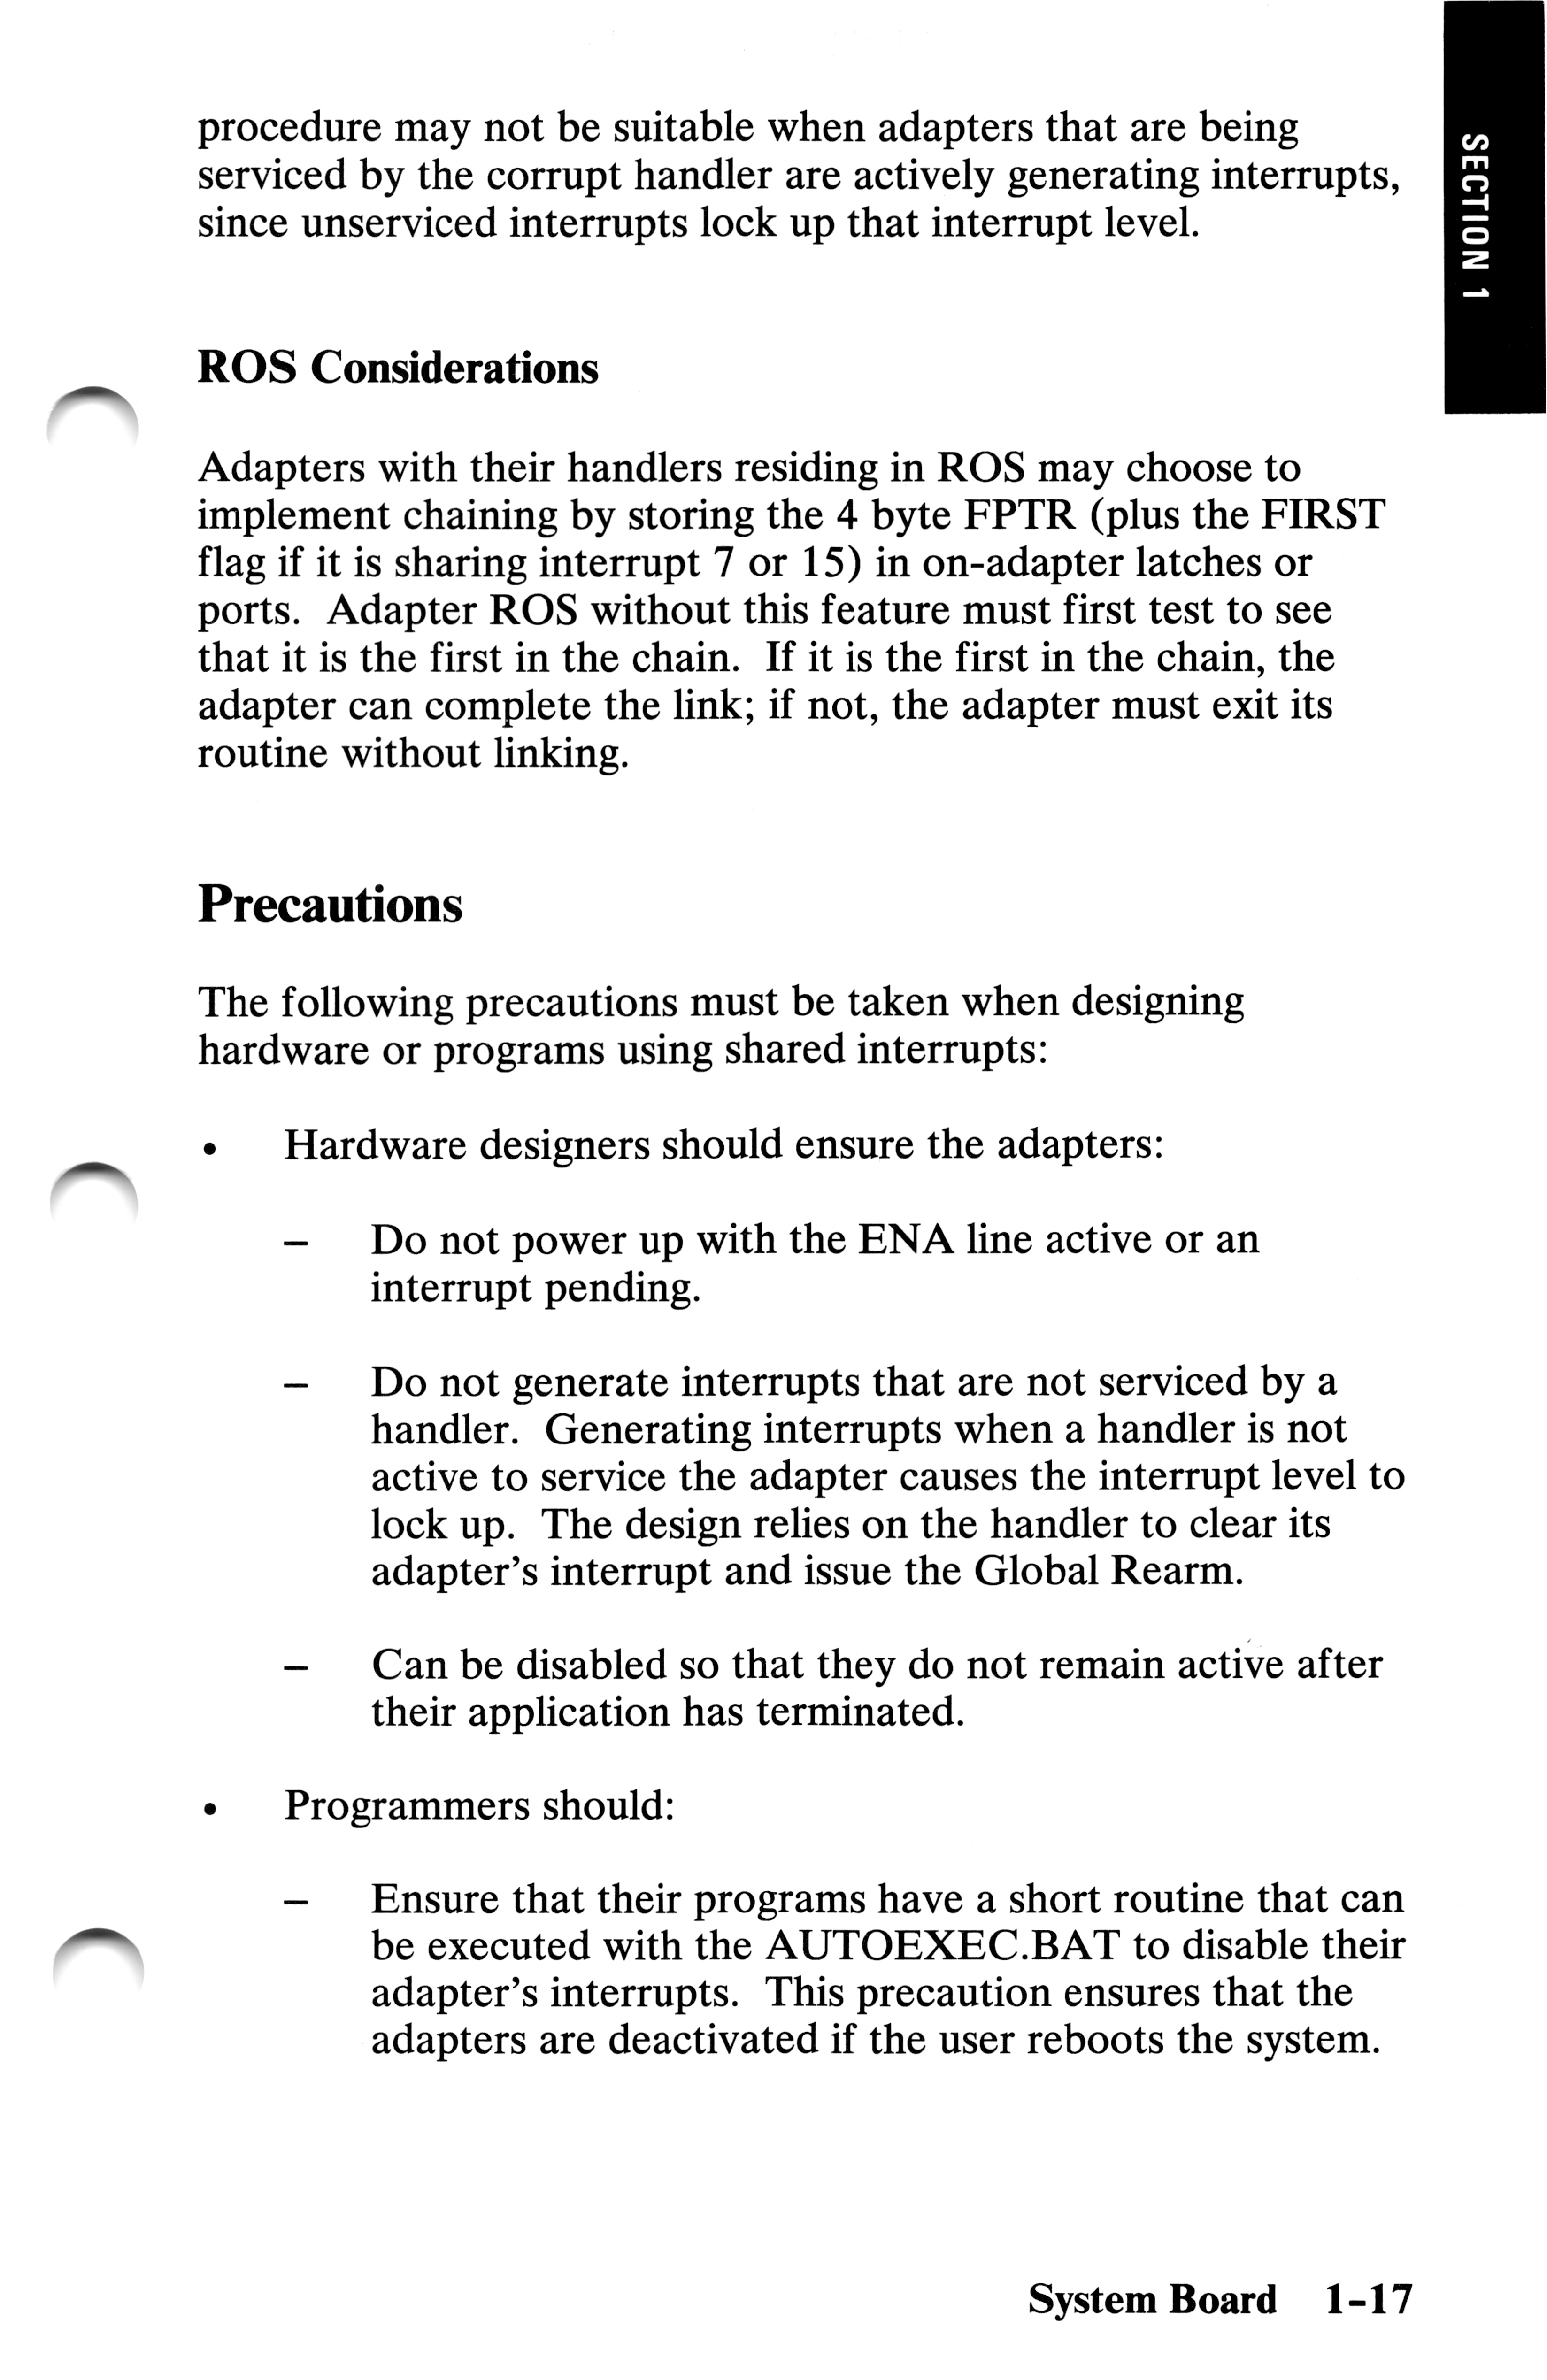 SECTION 1
procedure may not be suitable when adapters that are being
serviced by the corrupt handler are actively generating interrupts,
since unserviced interrupts lock up that interrupt level.
ROS Considerations
Adapters with their handlers residing in ROS may choose to
implement chaining by storing the 4 byte FPTR (plus the FIRST
flag if it is sharing interrupt 7 or 15) in on-adapter latches or
ports.  Adapter ROS without this feature must first test to see
that it is the first in the chain.  If it is the first in the chain, the
adapter can complete the link; if not, the adapter must exit its
routine without linking.
Precautions
The following precautions must be taken when designing
hardware or programs using shared interrupts:
• Hardware designers should ensure the adapters:
– Do not power up with the ENA line active or an
interrupt pending.
– Do not generate interrupts that are not serviced by a
handler.  Generating interrupts when a handler is not
active to service the adapter causes the interrupt level to
lock up.  The design relies on the handler to clear its
adapter's interrupt and issue the Global Rearm.
– Can be disabled so that they do not remain active after
their application has terminated.
• Programmers should:
– Ensure that their programs have a short routine that can
be executed with the AUTOEXEC.BAT to disable their
adapter's interrupts.  This precaution ensures that the
adapters are deactivated if the user reboots the system.
System Board 1-17